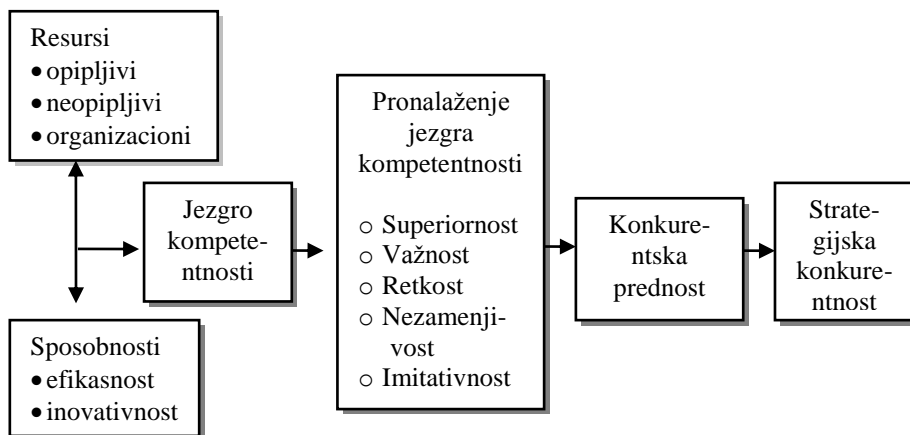 Resursi
• opipljivi
• neopipljivi
• organizacioni
Sposobnosti
• efikasnost
• inovativnost
Jezgro
kompete-
ntnosti
Pronalaženje
jezgra
kompetentnosti
○ Superiornost
○ Važnost
○ Retkost
○ Nezamenji-
vost
○ Imitativnost
Konkure-
ntska
prednost
Strate-
gijska
konkure-
ntnost